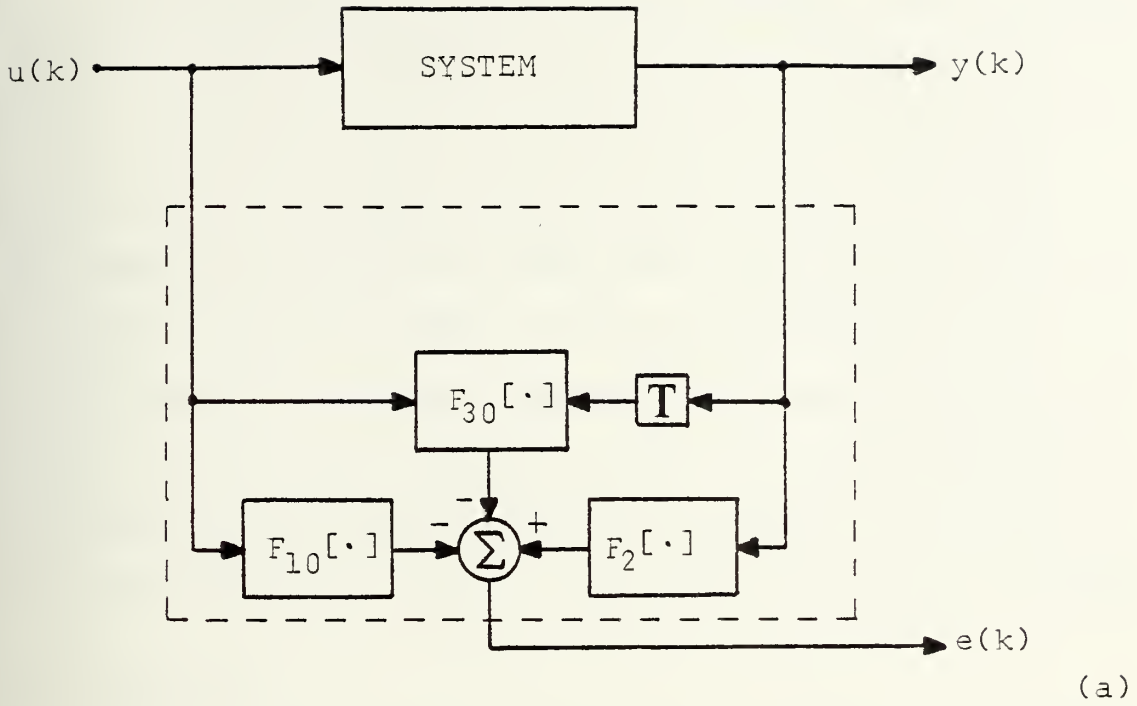 u(k)
SYSTEM
y(k)
F₃₀[·]
T
-
-
+
F₁₀[·]
Σ
F₂[·]
e(k)
(a)